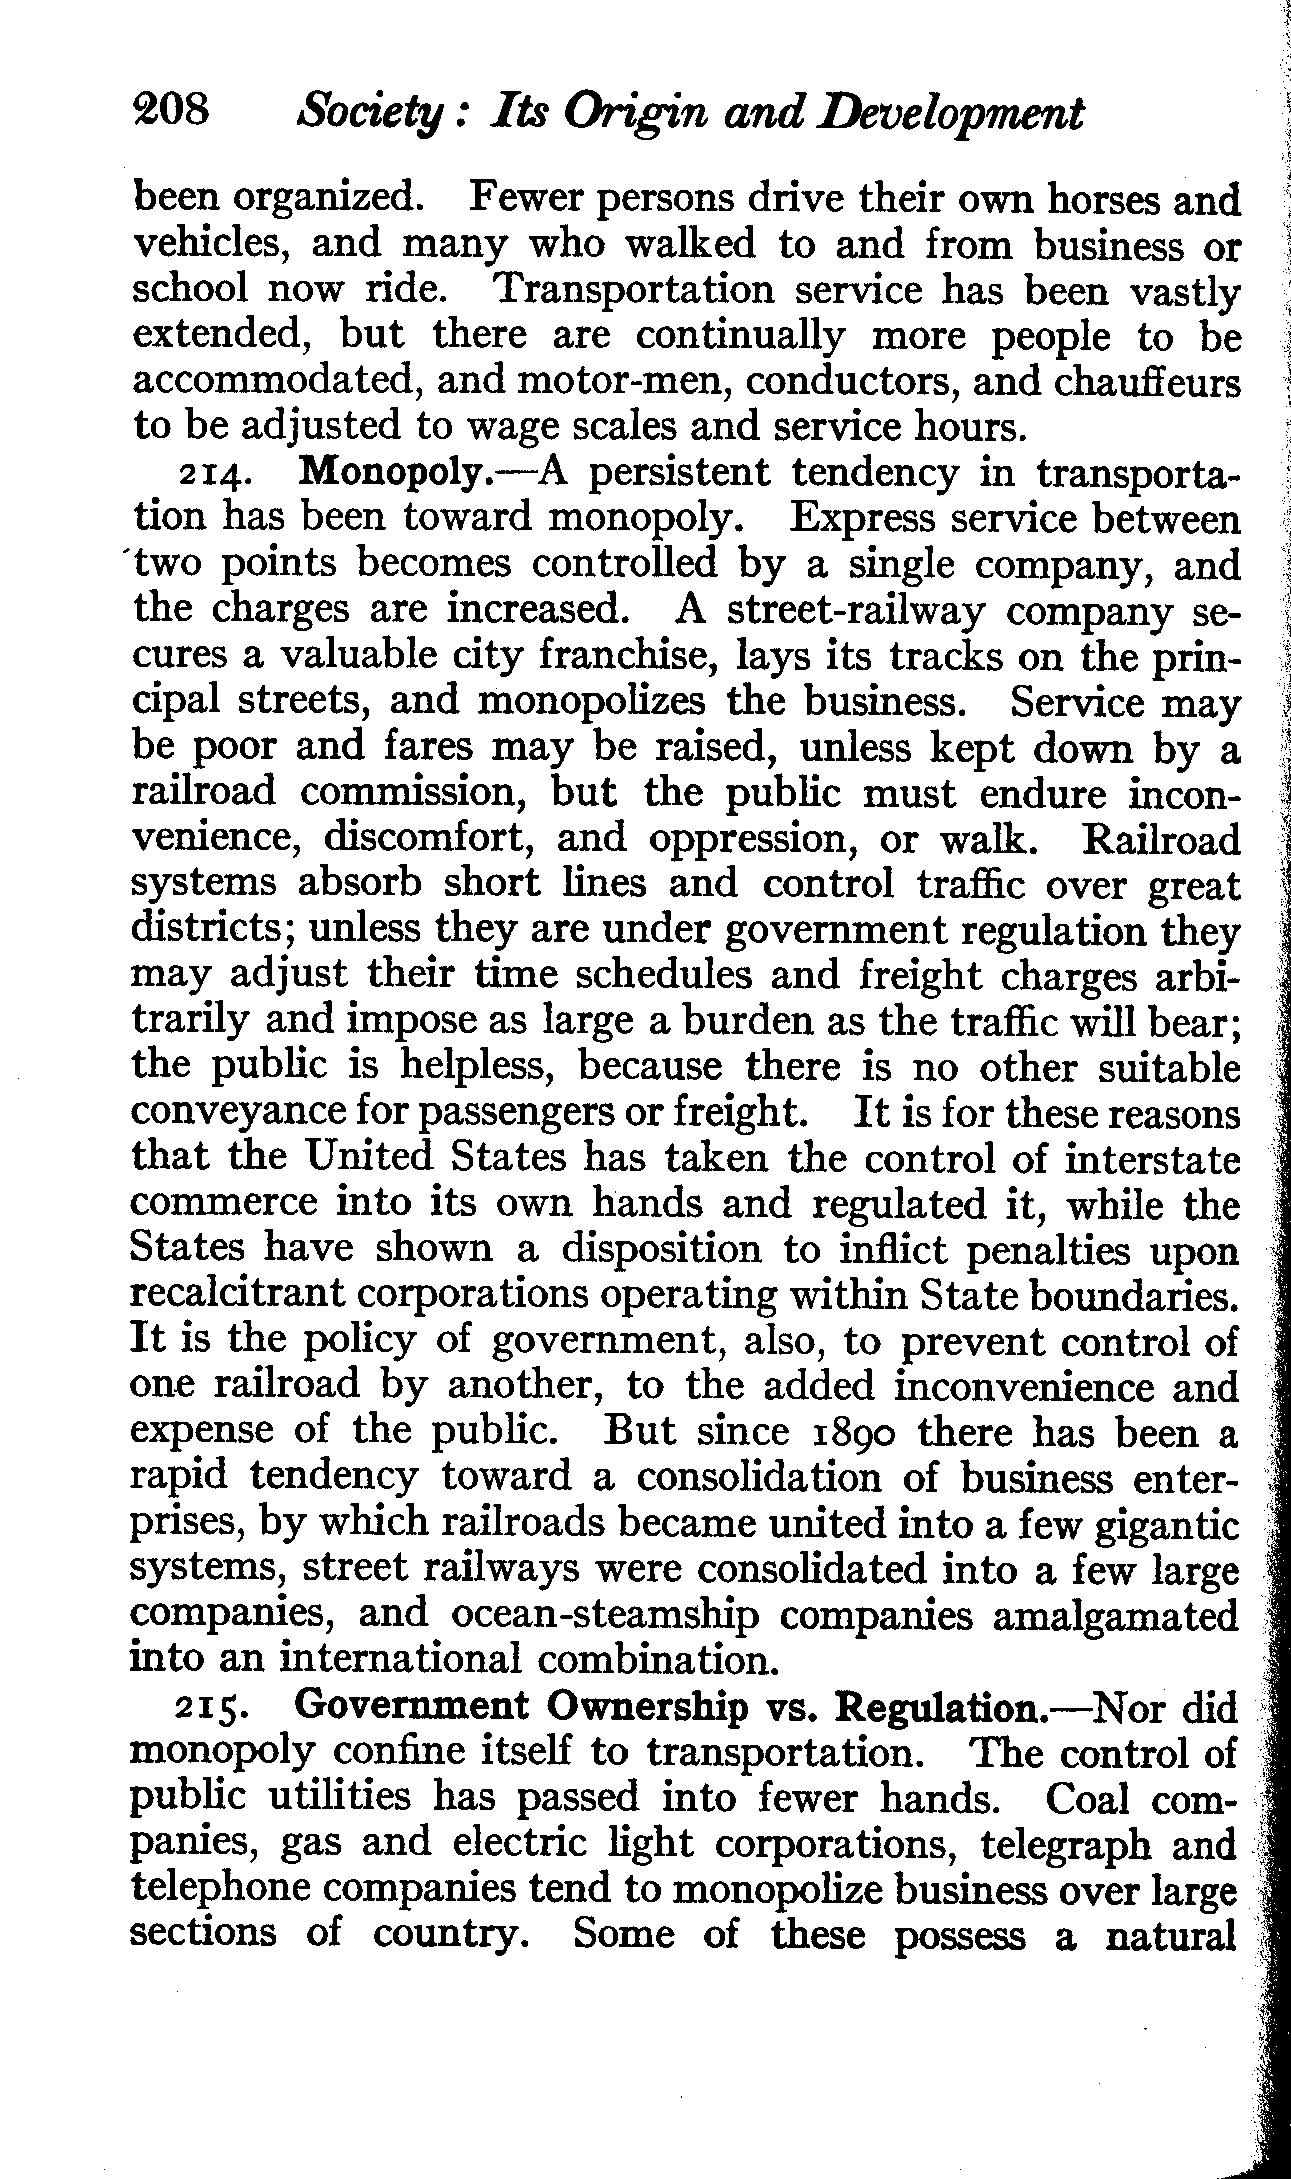 208 Society : Its Origin and Development
been organized. Fewer persons drive their own horses and
vehicles, and many who walked to and from business or
school now ride. Transportation service has been vastly
extended, but there are continually more people to be
accommodated, and motor-men, conductors, and chauffeurs
to be adjusted to wage scales and service hours.
214. Monopoly.—A persistent tendency in transporta-
tion has been toward monopoly. Express service between
two points becomes controlled by a single company, and
the charges are increased. A street-railway company se-
cures a valuable city franchise, lays its tracks on the prin-
cipal streets, and monopolizes the business. Service may
be poor and fares may be raised, unless kept down by a
railroad commission, but the public must endure incon-
venience, discomfort, and oppression, or walk. Railroad
systems absorb short lines and control traffic over great
districts; unless they are under government regulation they
may adjust their time schedules and freight charges arbi-
trarily and impose as large a burden as the traffic will bear;
the public is helpless, because there is no other suitable
conveyance for passengers or freight. It is for these reasons
that the United States has taken the control of interstate
commerce into its own hands and regulated it, while the
States have shown a disposition to inflict penalties upon
recalcitrant corporations operating within State boundaries.
It is the policy of government, also, to prevent control of
one railroad by another, to the added inconvenience and
expense of the public. But since 1890 there has been a
rapid tendency toward a consolidation of business enter-
prises, by which railroads became united into a few gigantic
systems, street railways were consolidated into a few large
companies, and ocean-steamship companies amalgamated
into an international combination.
215. Government Ownership vs. Regulation.—Nor did
monopoly confine itself to transportation. The control of
public utilities has passed into fewer hands. Coal com-
panies, gas and electric light corporations, telegraph and
telephone companies tend to monopolize business over large
sections of country. Some of these possess a natural